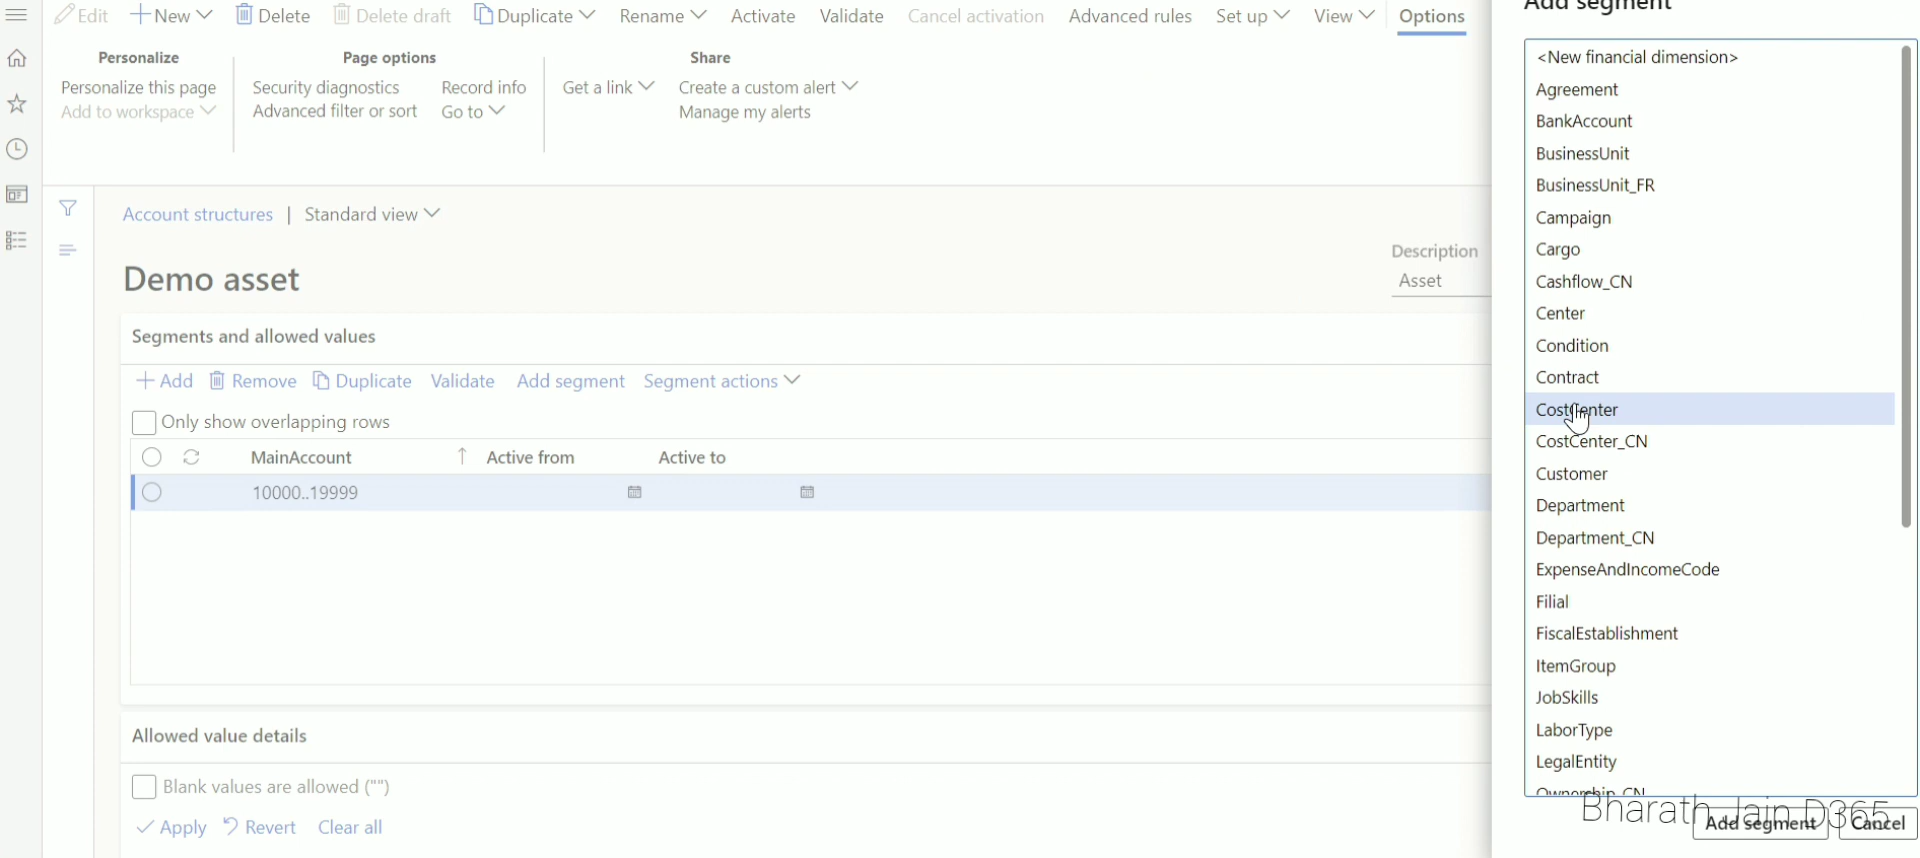 Edit New Delete Delete draft Duplicate Rename Activate Validate Cancel activation Advanced rules Set up View Options
Personalize
Personalize this page
Add to workspace
Page options
Security diagnostics Record info
Advanced filter or sort Go to
Share
Get a link Create a custom alert
Manage my alerts
Account structures | Standard view
Demo asset
Description
Asset
Segments and allowed values
Add Remove Duplicate Validate Add segment Segment actions
Only show overlapping rows
MainAccount Active from Active to
10000..19999
Allowed value details
Blank values are allowed ("")
Apply Revert Clear all
Add segment
<New financial dimension>
Agreement
BankAccount
BusinessUnit
BusinessUnit_FR
Campaign
Cargo
Cashflow_CN
Center
Condition
Contract
CostCenter
CostCenter_CN
Customer
Department
Department_CN
ExpenseAndIncomeCode
Filial
FiscalEstablishment
ItemGroup
JobSkills
LaborType
LegalEntity
Ownership_CN
Bharath Jain D365
Add segment Cancel